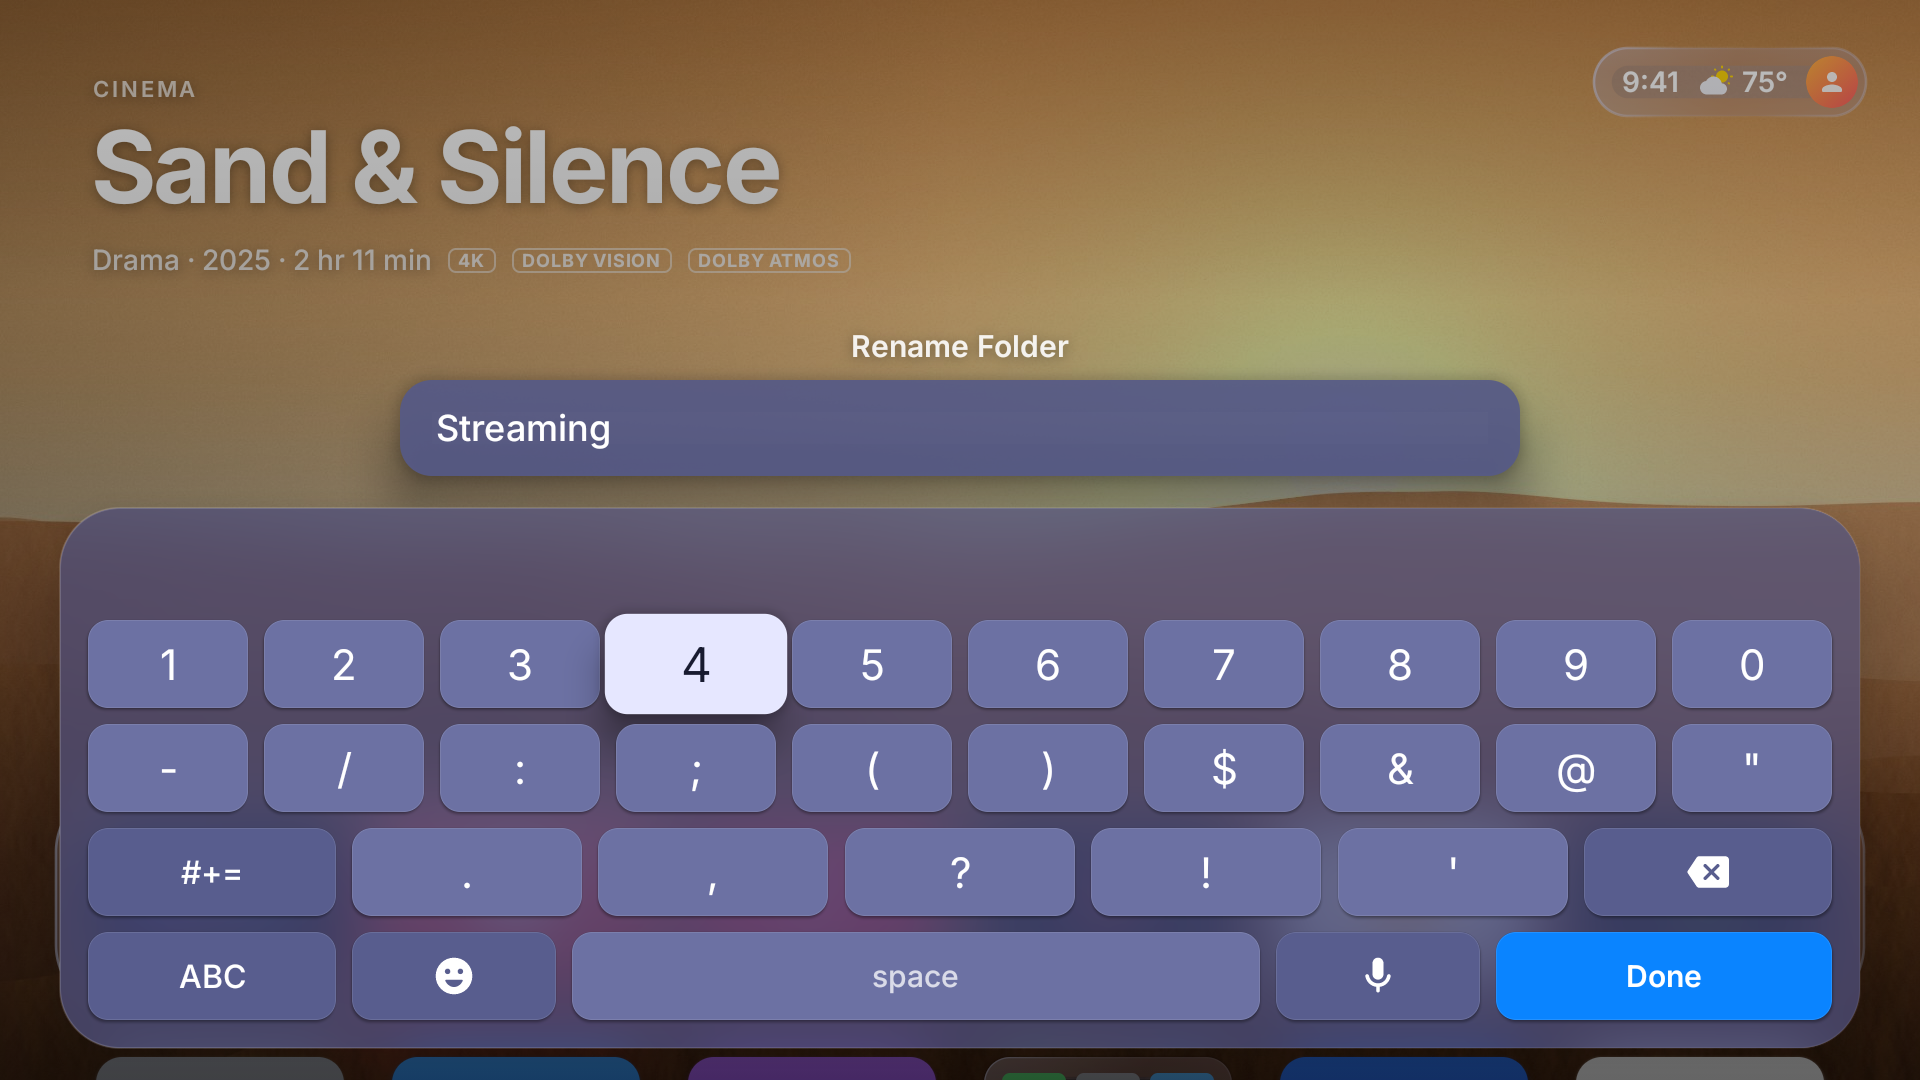 CINEMA
9:41 75°
Sand & Silence
Drama · 2025 · 2 hr 11 min 4K DOLBY VISION DOLBY ATMOS
Rename Folder
Streaming
1 2 3 4 5 6 7 8 9 0
- / : ; ( ) $ & @ "
#+= . , ? ! '
ABC space Done